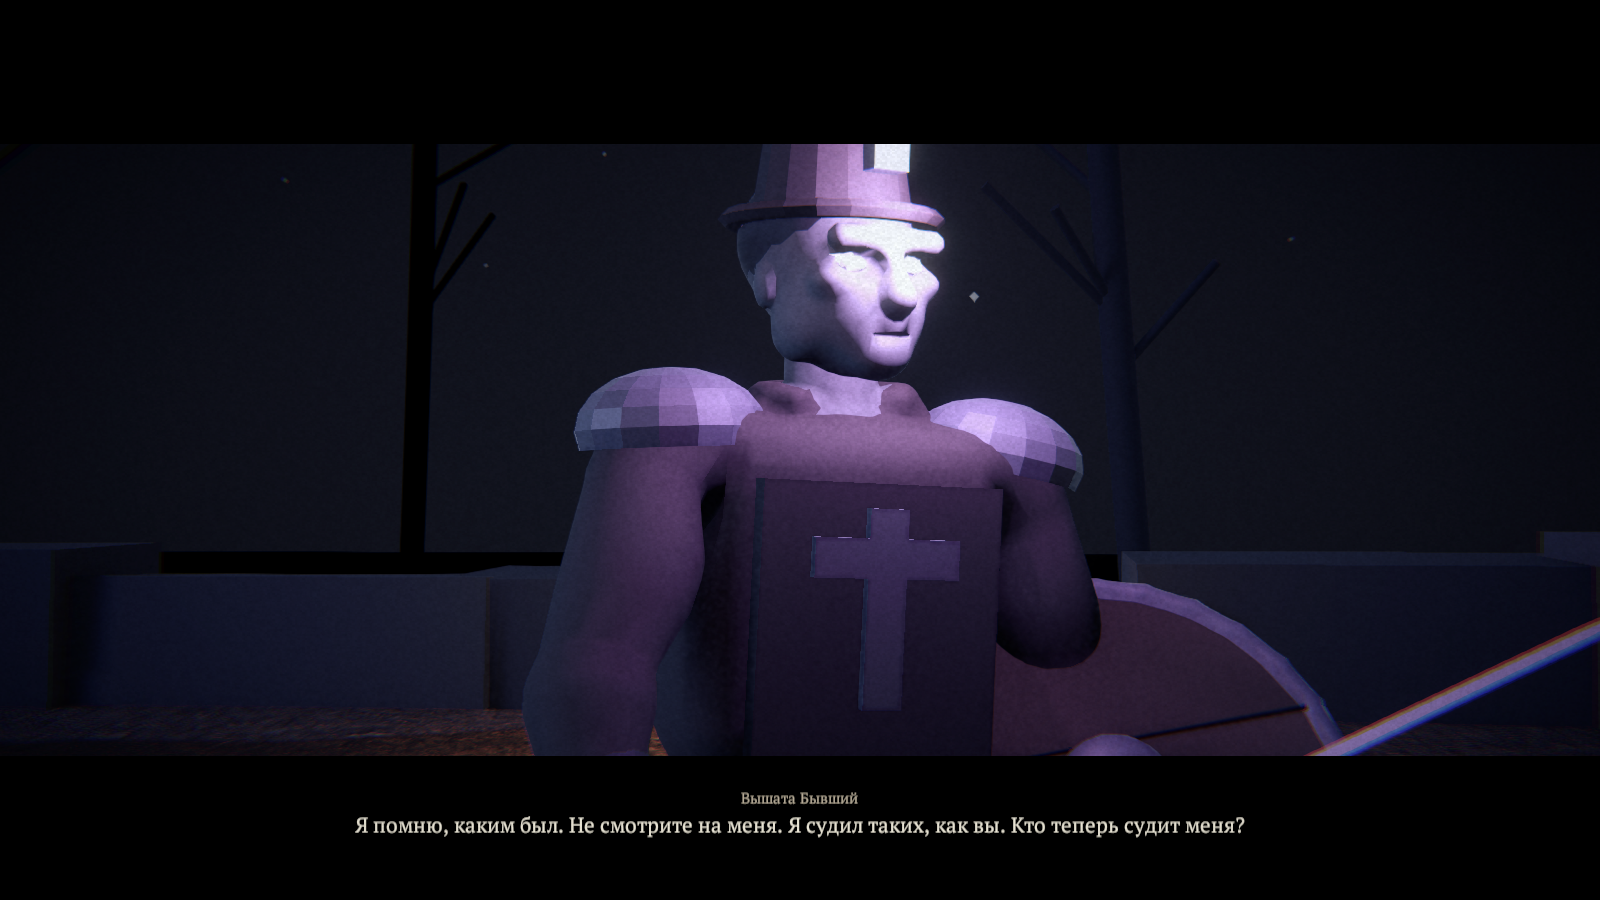 Вышата Бывший
Я помню, каким был. Не смотрите на меня. Я судил таких, как вы. Кто теперь судит меня?